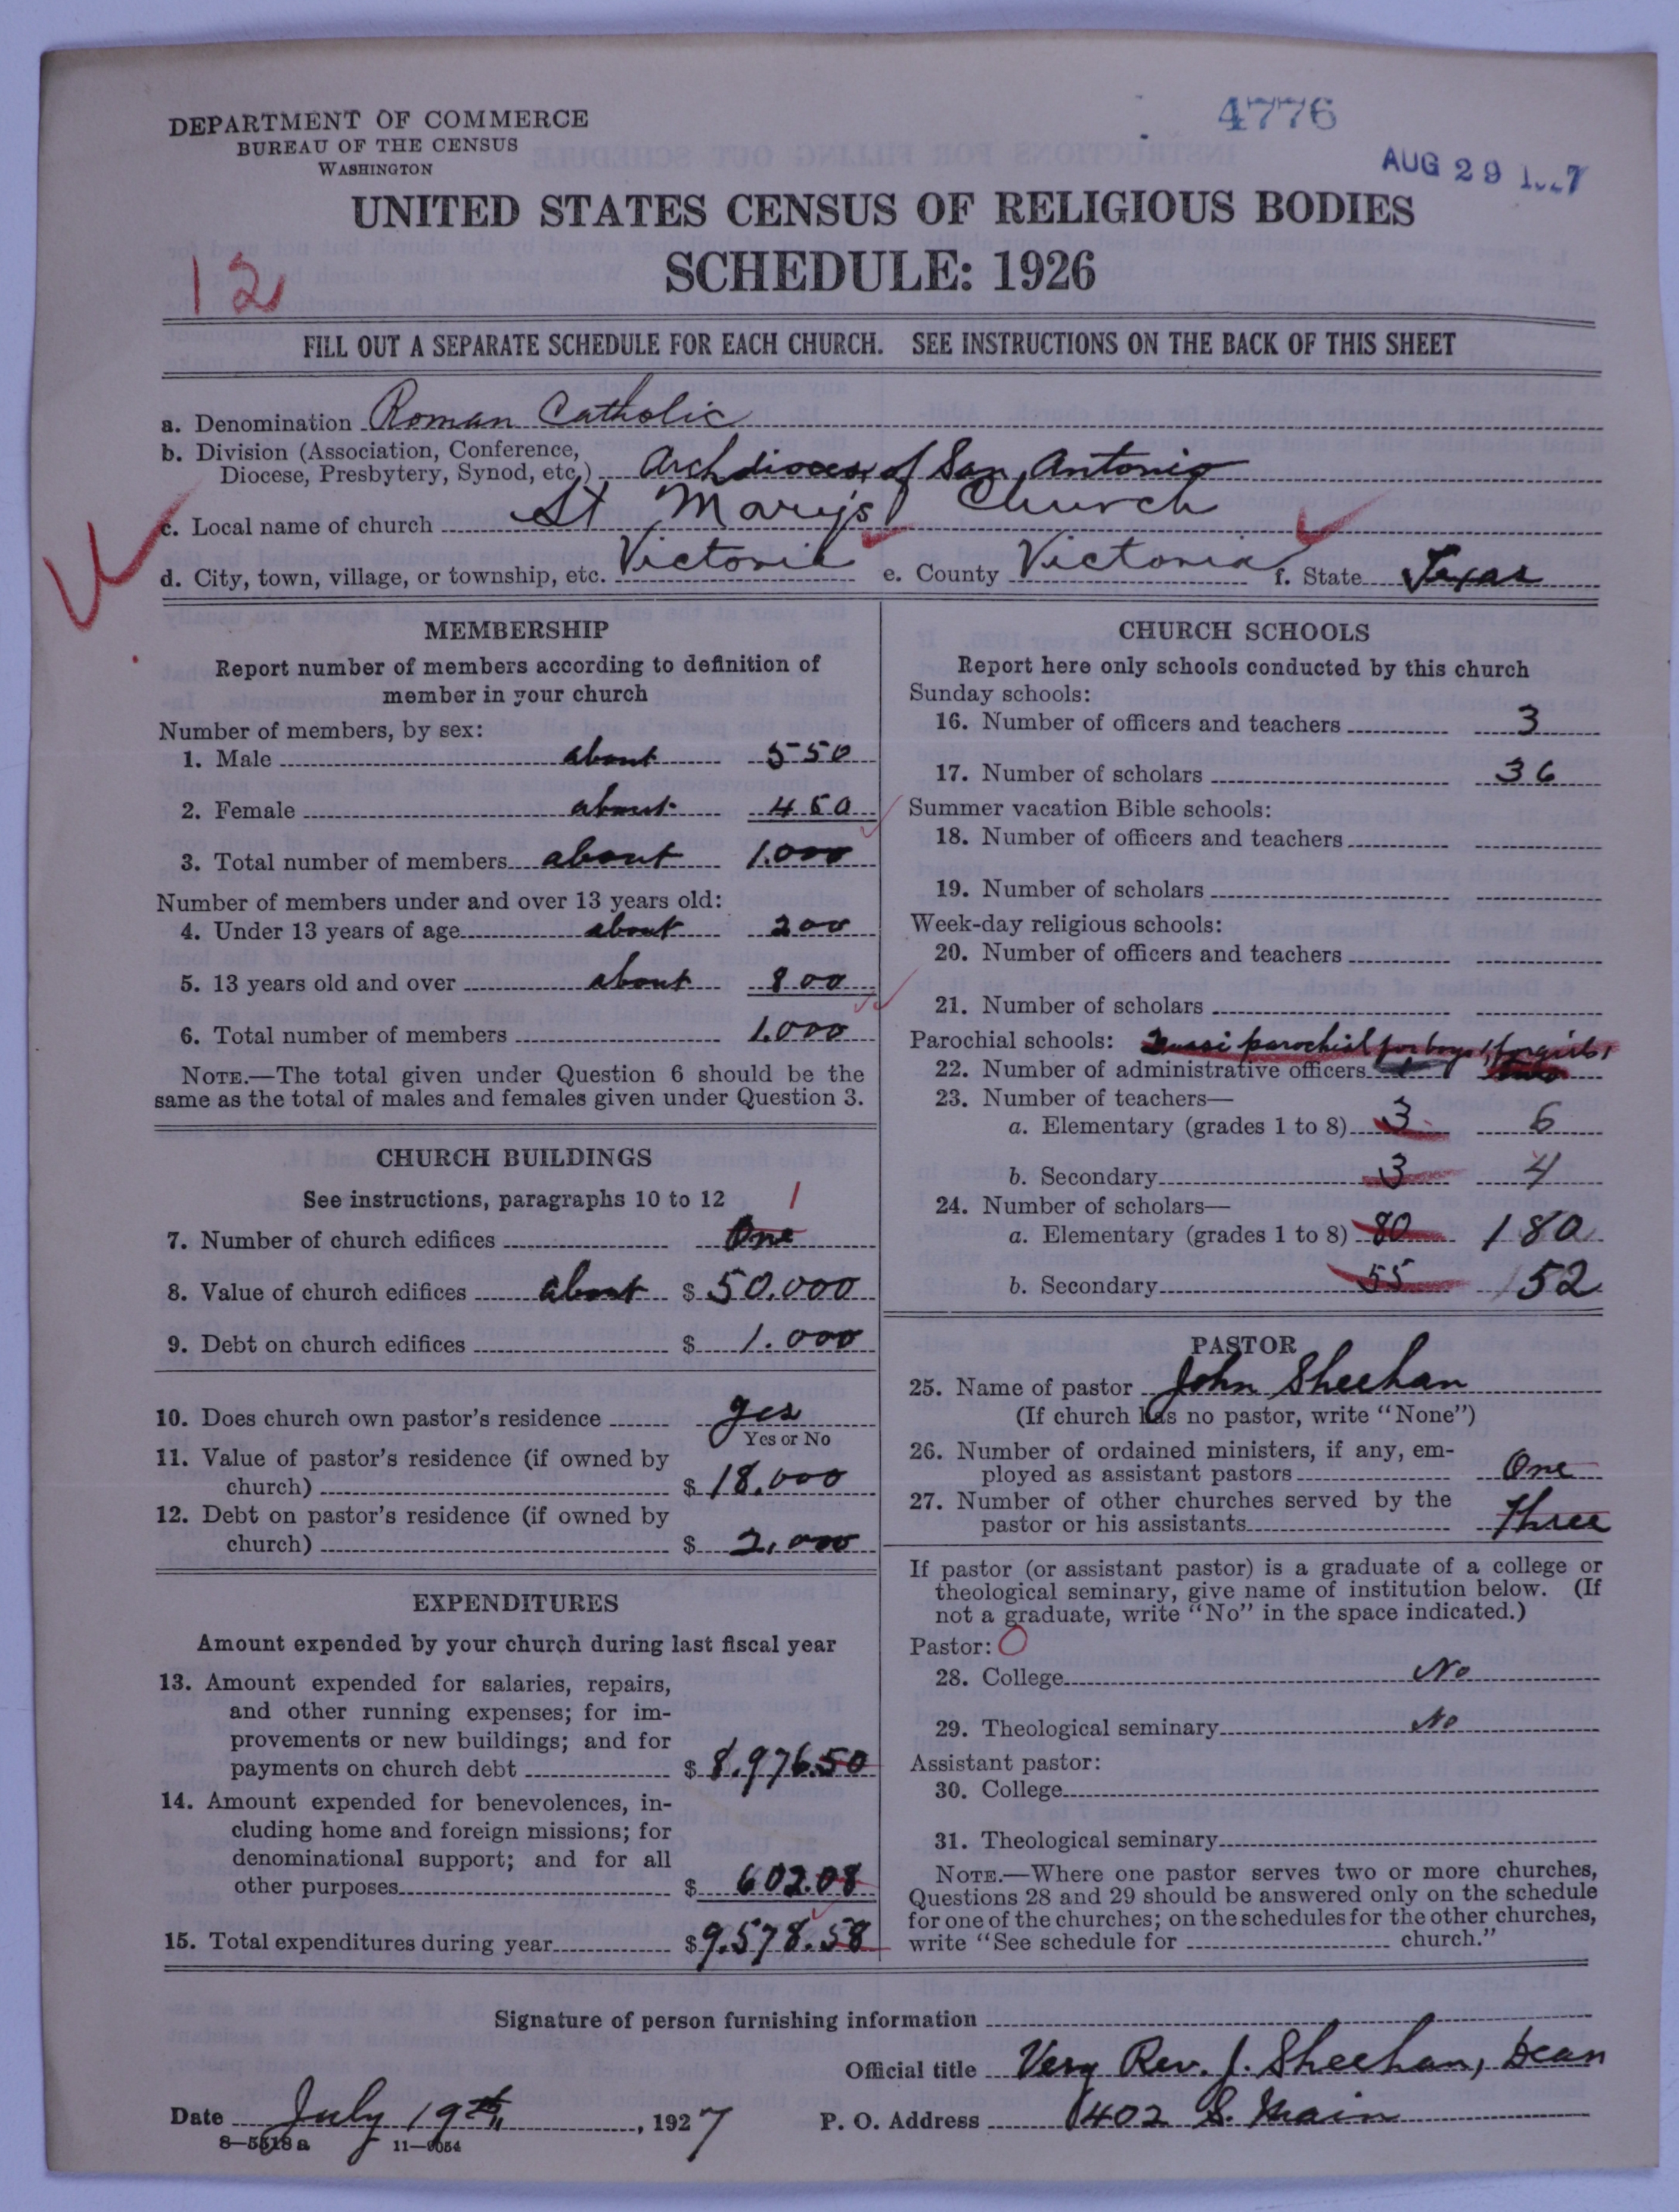 4776
DEPARTMENT OF COMMERCE
BUREAU OF THE CENSUS
WASHINGTON
AUG 29 1927
UNITED STATES CENSUS OF RELIGIOUS BODIES
SCHEDULE: 1926
12
FILL OUT A SEPARATE SCHEDULE FOR EACH CHURCH. SEE INSTRUCTIONS ON THE BACK OF THIS SHEET
a. Denomination Roman Catholic
b. Division (Association, Conference,
Diocese, Presbytery, Synod, etc.) Archdiocese of San Antonio
c. Local name of church St Mary's Church
d. City, town, village, or township, etc. Victoria e. County Victoria f. State Texas
MEMBERSHIP
Report number of members according to definition of
member in your church
Number of members, by sex:
1. Male about 550
2. Female about 450
3. Total number of members about 1.000
Number of members under and over 13 years old:
4. Under 13 years of age about 200
5. 13 years old and over about 800
6. Total number of members 1.000
NOTE.—The total given under Question 6 should be the
same as the total of males and females given under Question 3.
CHURCH BUILDINGS
See instructions, paragraphs 10 to 12 1
7. Number of church edifices One
8. Value of church edifices about $ 50.000
9. Debt on church edifices $ 1.000
10. Does church own pastor's residence yes
Yes or No
11. Value of pastor's residence (if owned by
church) $ 18.000
12. Debt on pastor's residence (if owned by
church) $ 2.000
EXPENDITURES
Amount expended by your church during last fiscal year
13. Amount expended for salaries, repairs,
and other running expenses; for im-
provements or new buildings; and for
payments on church debt $ 8.976.50
14. Amount expended for benevolences, in-
cluding home and foreign missions; for
denominational support; and for all
other purposes $ 602.08
15. Total expenditures during year $ 9.578.58
CHURCH SCHOOLS
Report here only schools conducted by this church
Sunday schools:
16. Number of officers and teachers 3
17. Number of scholars 36
Summer vacation Bible schools:
18. Number of officers and teachers
19. Number of scholars
Week-day religious schools:
20. Number of officers and teachers
21. Number of scholars
Parochial schools: Quasi parochial for boys, for girls,
22. Number of administrative officers
23. Number of teachers—
a. Elementary (grades 1 to 8) 3 6
b. Secondary 3 4
24. Number of scholars—
a. Elementary (grades 1 to 8) 80 180
b. Secondary 55 52
PASTOR
25. Name of pastor John Sheehan
(If church has no pastor, write "None")
26. Number of ordained ministers, if any, em-
ployed as assistant pastors One
27. Number of other churches served by the
pastor or his assistants Three
If pastor (or assistant pastor) is a graduate of a college or
theological seminary, give name of institution below. (If
not a graduate, write "No" in the space indicated.)
Pastor: O
28. College No
29. Theological seminary No
Assistant pastor:
30. College
31. Theological seminary
NOTE.—Where one pastor serves two or more churches,
Questions 28 and 29 should be answered only on the schedule
for one of the churches; on the schedules for the other churches,
write "See schedule for church."
Signature of person furnishing information
Official title Very Rev. J. Sheehan, Dean
Date July 19th, 1927 P. O. Address 402 S. Main
8—5518a 11—9054